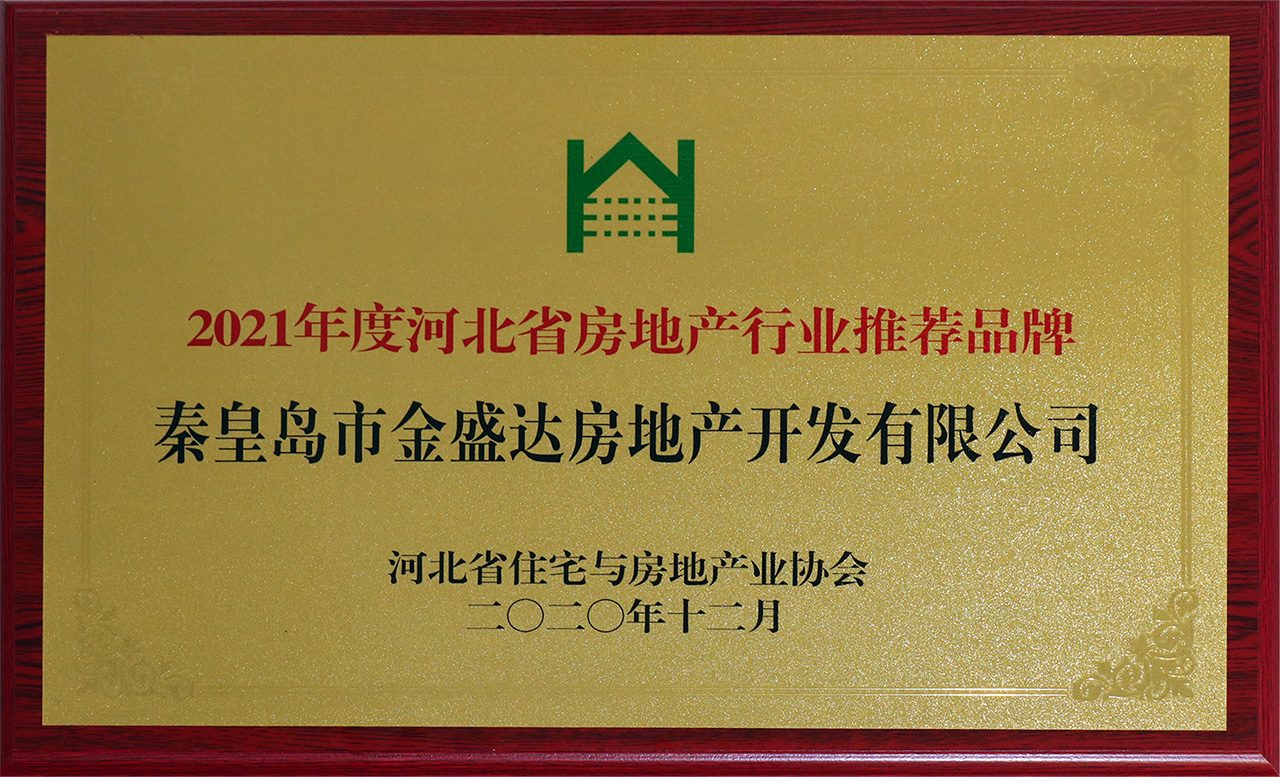 2021年度河北省房地产行业推荐品牌
秦皇岛市金盛达房地产开发有限公司
河北省住宅与房地产业协会
二〇二〇年十二月